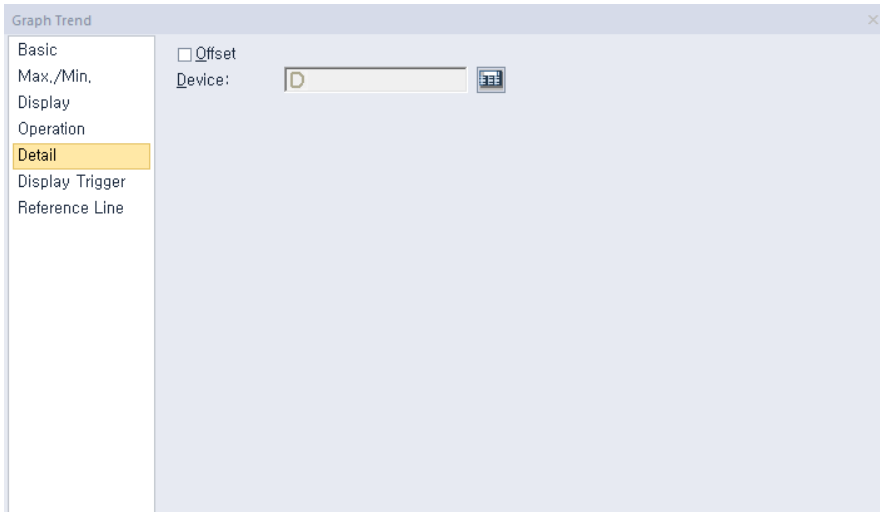 Graph Trend
Basic
Max,/Min,
Display
Operation
Detail
Display Trigger
Reference Line
Offset
Device:
D